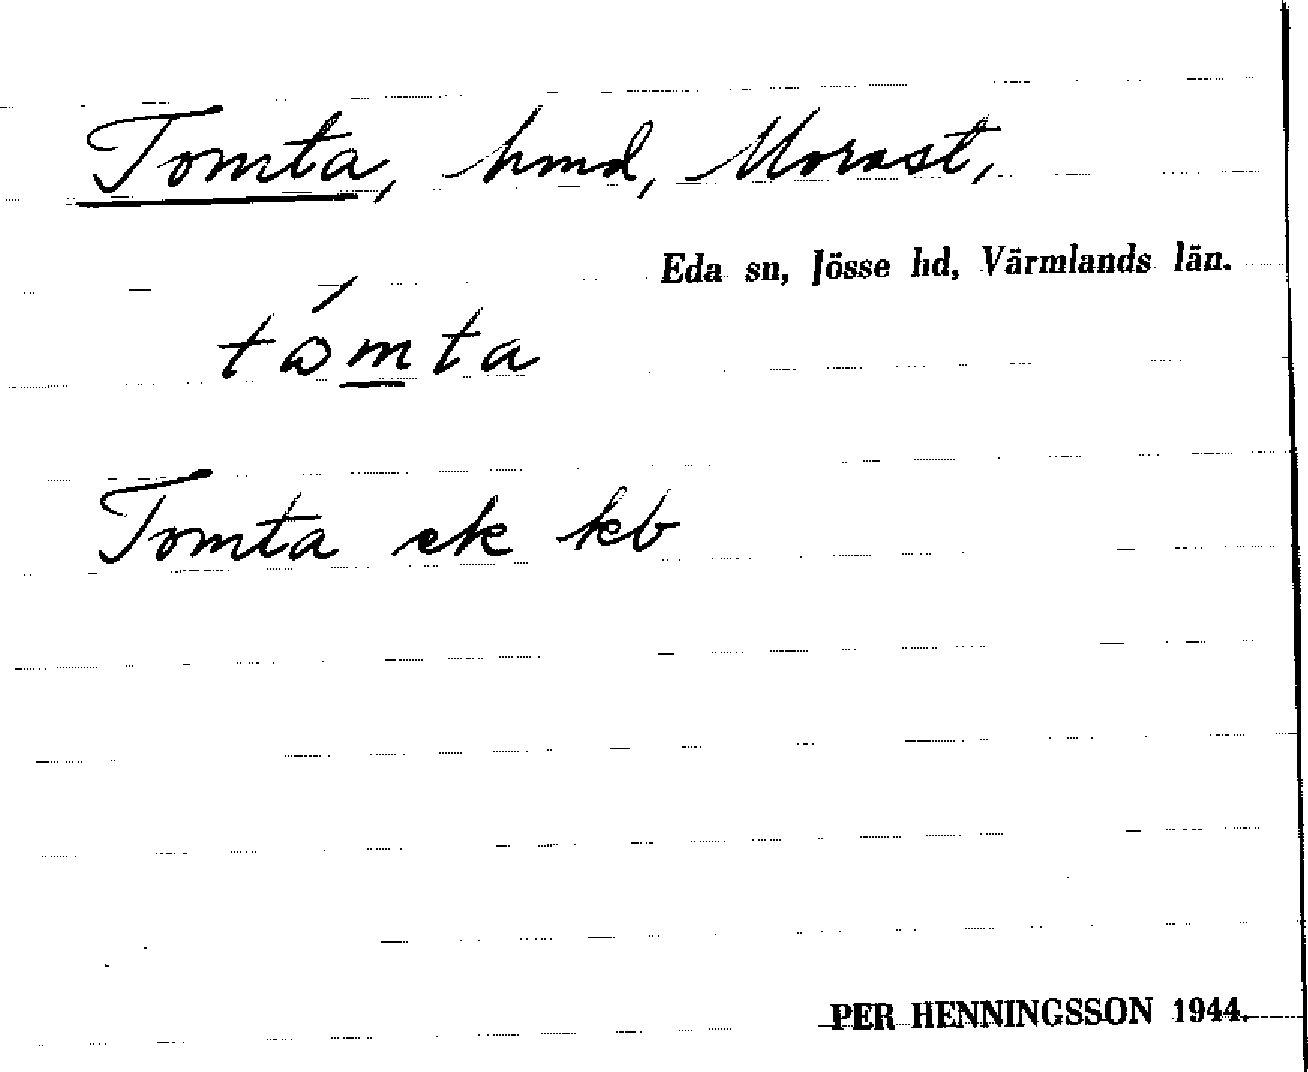 Tomta, hmd, Morast,
Eda sn, Jösse hd, Värmlands län.
tómta
Tomta ek kb
PER HENNINGSSON 1944.